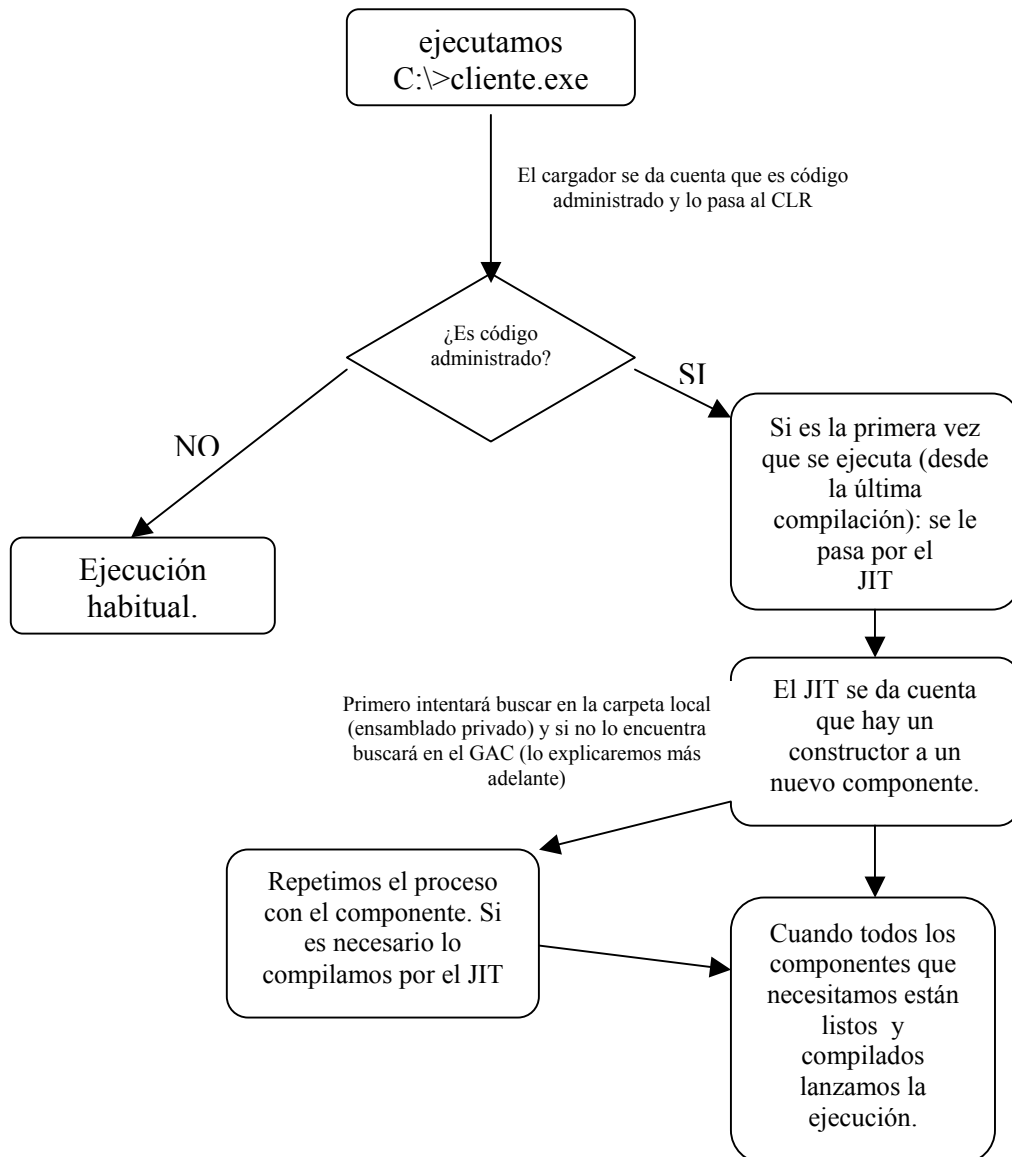 ejecutamos
C:\>cliente.exe
El cargador se da cuenta que es código
administrado y lo pasa al CLR
¿Es código
administrado?
SI
NO
Si es la primera vez
que se ejecuta (desde
la última
compilación): se le
pasa por el
JIT
Ejecución
habitual.
El JIT se da cuenta
que hay un
constructor a un
nuevo componente.
Primero intentará buscar en la carpeta local
(ensamblado privado) y si no lo encuentra
buscará en el GAC (lo explicaremos más
adelante)
Repetimos el proceso
con el componente. Si
es necesario lo
compilamos por el JIT
Cuando todos los
componentes que
necesitamos están
listos y
compilados
lanzamos la
ejecución.